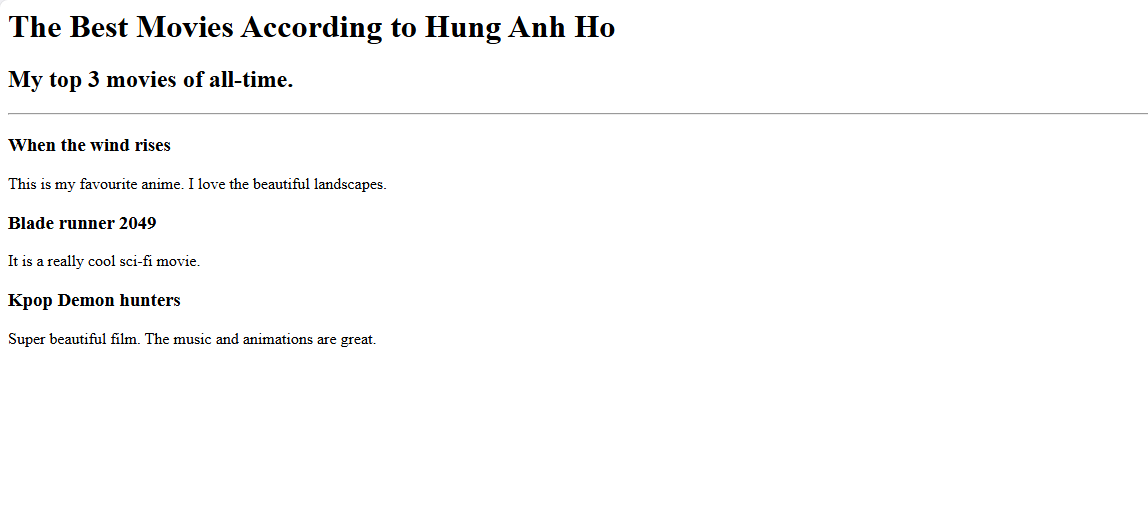 The Best Movies According to Hung Anh Ho
My top 3 movies of all-time.
When the wind rises
This is my favourite anime. I love the beautiful landscapes.
Blade runner 2049
It is a really cool sci-fi movie.
Kpop Demon hunters
Super beautiful film. The music and animations are great.